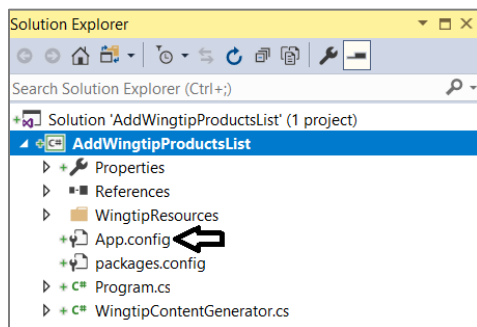 Solution Explorer
Search Solution Explorer (Ctrl+;)
Solution 'AddWingtipProductsList' (1 project)
C# AddWingtipProductsList
Properties
References
WingtipResources
App.config
packages.config
C# Program.cs
C# WingtipContentGenerator.cs